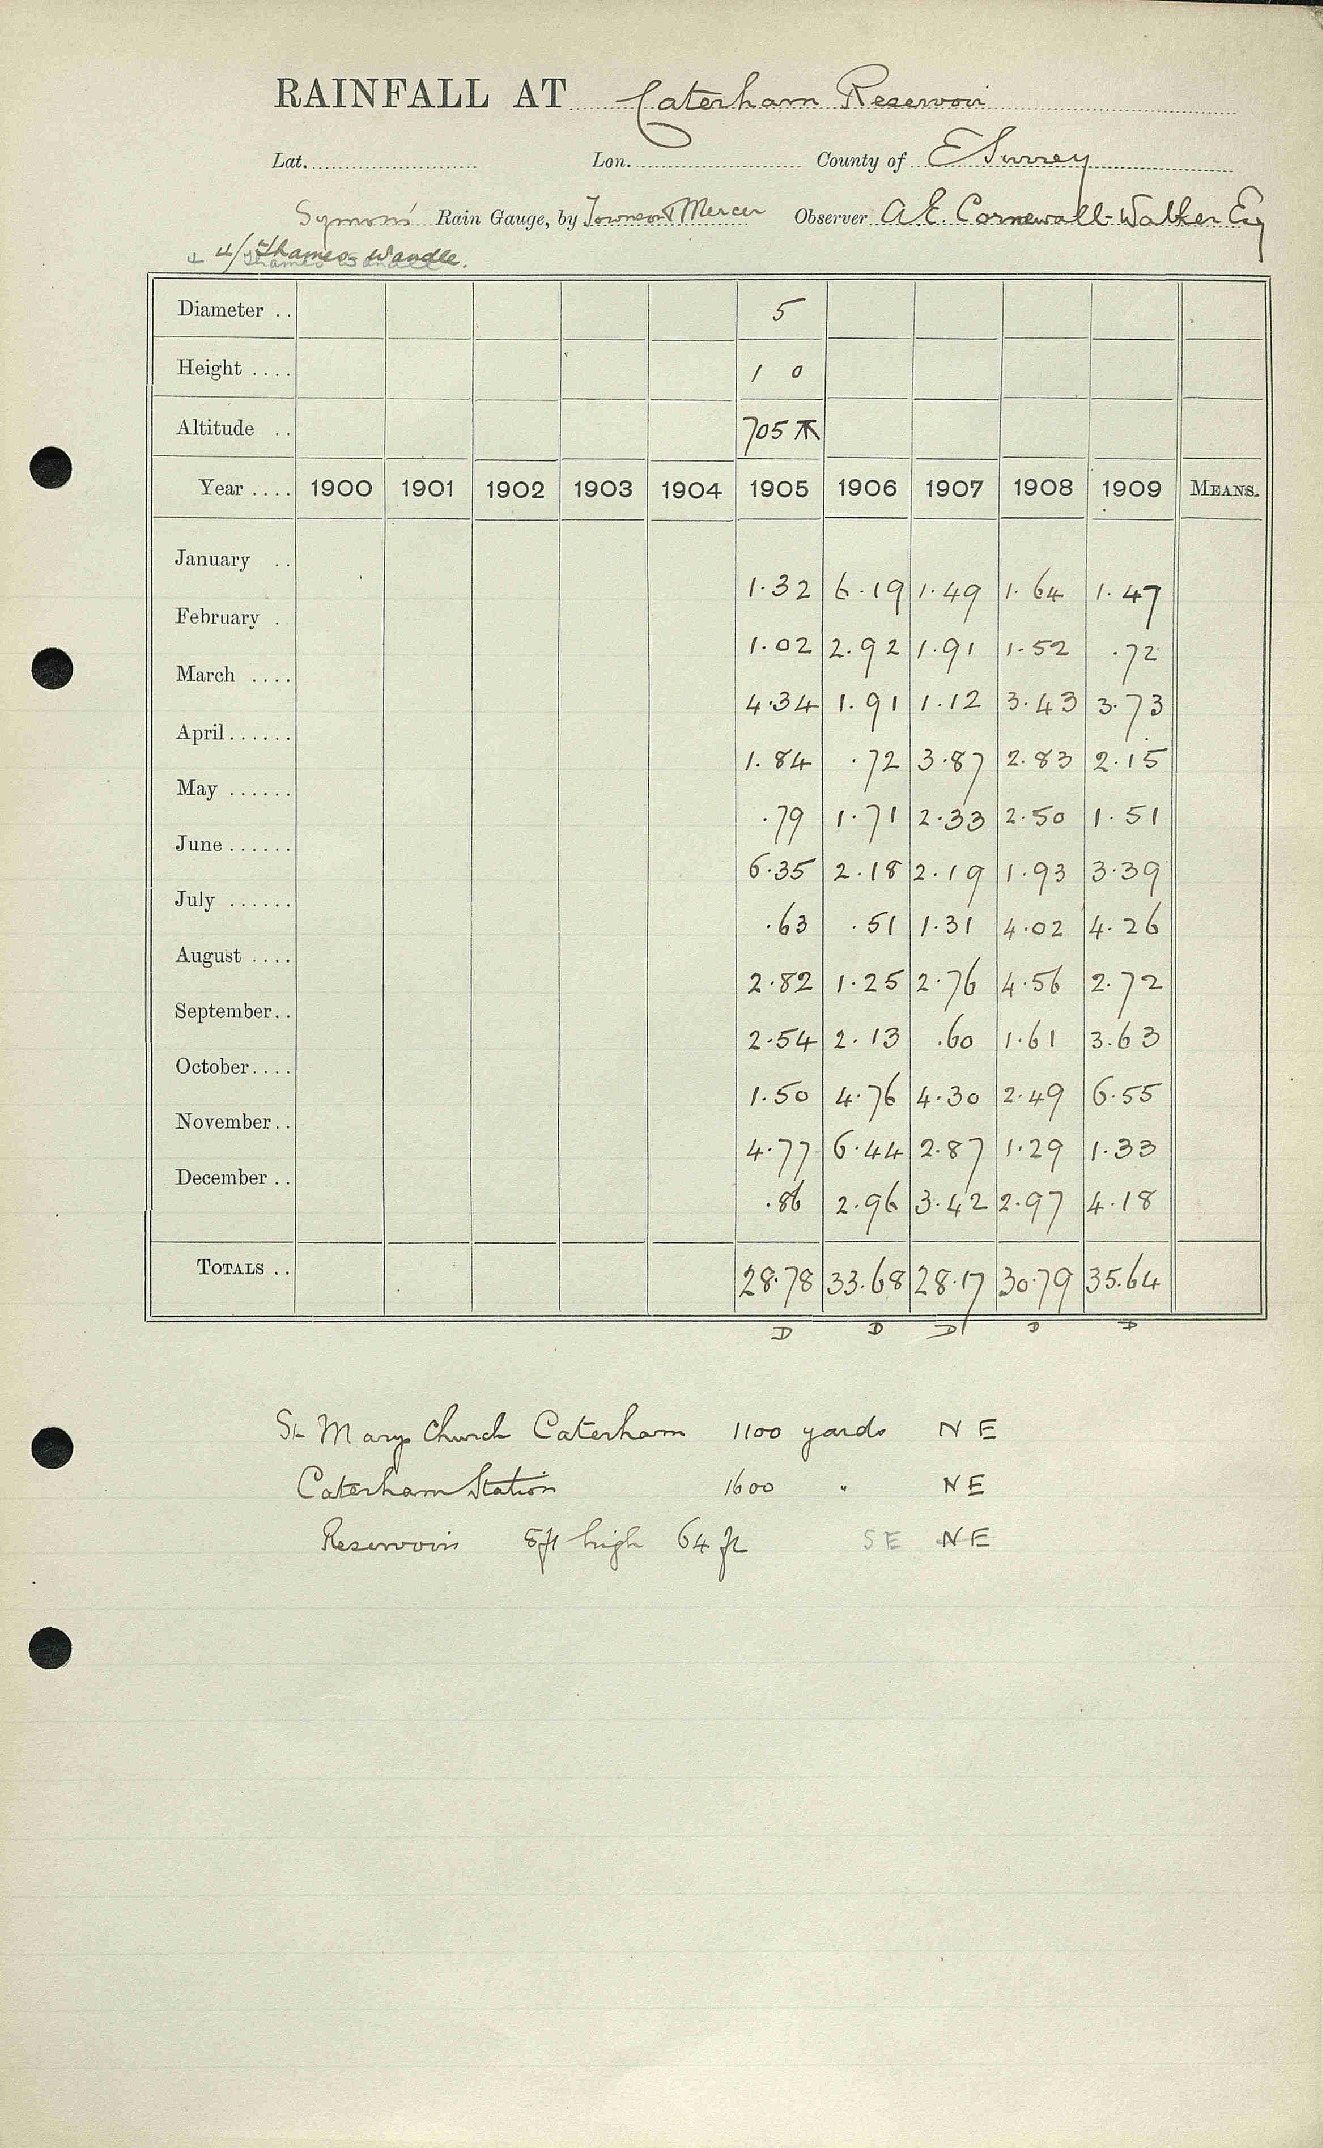 RAINFALL AT Caterham Reservoir
Lat. Lon. County of E Surrey
Symons' Rain Gauge, by Townson & Mercer Observer A. E. Cornewall-Walker Esq
4/ Thames Wandle.
Diameter .. 5
Height .... 1 0
Altitude .. 705
Year .... 1900 1901 1902 1903 1904 1905 1906 1907 1908 1909 MEANS.
January .. 1.32 6.19 1.49 1.64 1.47
February . 1.02 2.92 1.91 1.52 .72
March .... 4.34 1.91 1.12 3.43 3.73
April ...... 1.84 .72 3.87 2.83 2.15
May ...... .79 1.71 2.33 2.50 1.51
June ...... 6.35 2.18 2.19 1.93 3.39
July ...... .63 .51 1.31 4.02 4.26
August .... 2.82 1.25 2.76 4.56 2.72
September.. 2.54 2.13 .60 1.61 3.63
October.... 1.50 4.76 4.30 2.49 6.55
November.. 4.77 6.44 2.87 1.29 1.33
December .. .86 2.96 3.42 2.97 4.18
TOTALS .. 28.78 33.68 28.17 30.79 35.64
D D D D D
St Marys Church Caterham 1100 yards N E
Caterham Station 1600 " N E
Reservoir 8ft high 64 ft SE NE